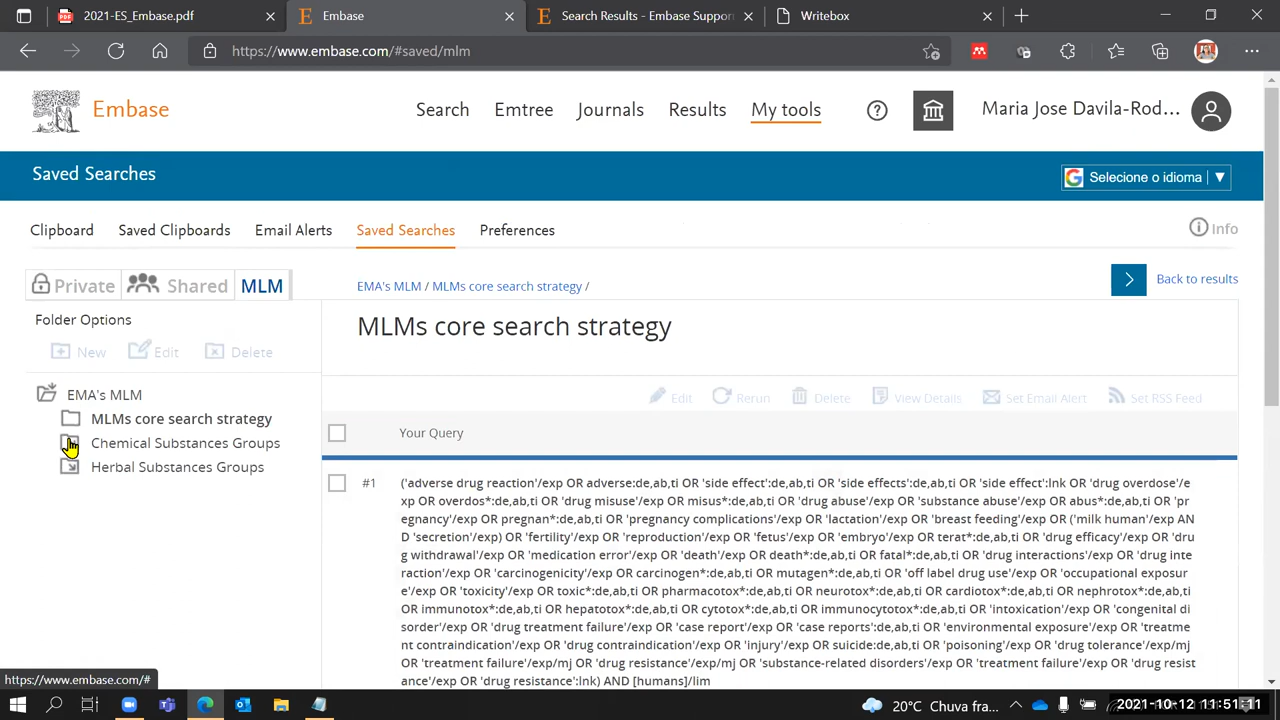 2021-ES_Embase.pdf
Embase
Search Results - Embase Suppor
Writebox
https://www.embase.com/#saved/mlm
Embase
Search
Emtree
Journals
Results
My tools
Maria Jose Davila-Rod...
Saved Searches
Selecione o idioma
Clipboard
Saved Clipboards
Email Alerts
Saved Searches
Preferences
Info
Private
Shared
MLM
EMA's MLM / MLMs core search strategy /
Back to results
Folder Options
MLMs core search strategy
New
Edit
Delete
EMA's MLM
MLMs core search strategy
Chemical Substances Groups
Herbal Substances Groups
Edit
Rerun
Delete
View Details
Set Email Alert
Set RSS Feed
Your Query
#1
('adverse drug reaction'/exp OR adverse:de,ab,ti OR 'side effect':de,ab,ti OR 'side effects':de,ab,ti OR 'side effect':lnk OR 'drug overdose'/e
xp OR overdos*:de,ab,ti OR 'drug misuse'/exp OR misus*:de,ab,ti OR 'drug abuse'/exp OR 'substance abuse'/exp OR abus*:de,ab,ti OR 'pr
egnancy'/exp OR pregnan*:de,ab,ti OR 'pregnancy complications'/exp OR 'lactation'/exp OR 'breast feeding'/exp OR ('milk human'/exp AN
D 'secretion'/exp) OR 'fertility'/exp OR 'reproduction'/exp OR 'fetus'/exp OR 'embryo'/exp OR terat*:de,ab,ti OR 'drug efficacy'/exp OR 'dru
g withdrawal'/exp OR 'medication error'/exp OR 'death'/exp OR death*:de,ab,ti OR fatal*:de,ab,ti OR 'drug interactions'/exp OR 'drug inte
raction'/exp OR 'carcinogenicity'/exp OR carcinogen*:de,ab,ti OR mutagen*:de,ab,ti OR 'off label drug use'/exp OR 'occupational exposur
e'/exp OR 'toxicity'/exp OR toxic*:de,ab,ti OR pharmacotox*:de,ab,ti OR neurotox*:de,ab,ti OR cardiotox*:de,ab,ti OR nephrotox*:de,ab,ti OR
immunotox*:de,ab,ti OR hepatotox*:de,ab,ti OR cytotox*:de,ab,ti OR immunocytotox*:de,ab,ti OR 'intoxication'/exp OR 'congenital di
sorder'/exp OR 'drug treatment failure'/exp OR 'case report'/exp OR 'case reports':de,ab,ti OR 'environmental exposure'/exp OR 'treatme
nt contraindication'/exp OR 'drug contraindication'/exp OR 'injury'/exp OR suicide:de,ab,ti OR 'poisoning'/exp OR 'drug tolerance'/exp/mj
OR 'treatment failure'/exp/mj OR 'drug resistance'/exp/mj OR 'substance-related disorders'/exp OR 'treatment failure'/exp OR 'drug resist
ance'/exp OR 'drug resistance':lnk) AND [humans]/lim
https://www.embase.com/#
20°C Chuva fra...
2021-10-12 11:51:11